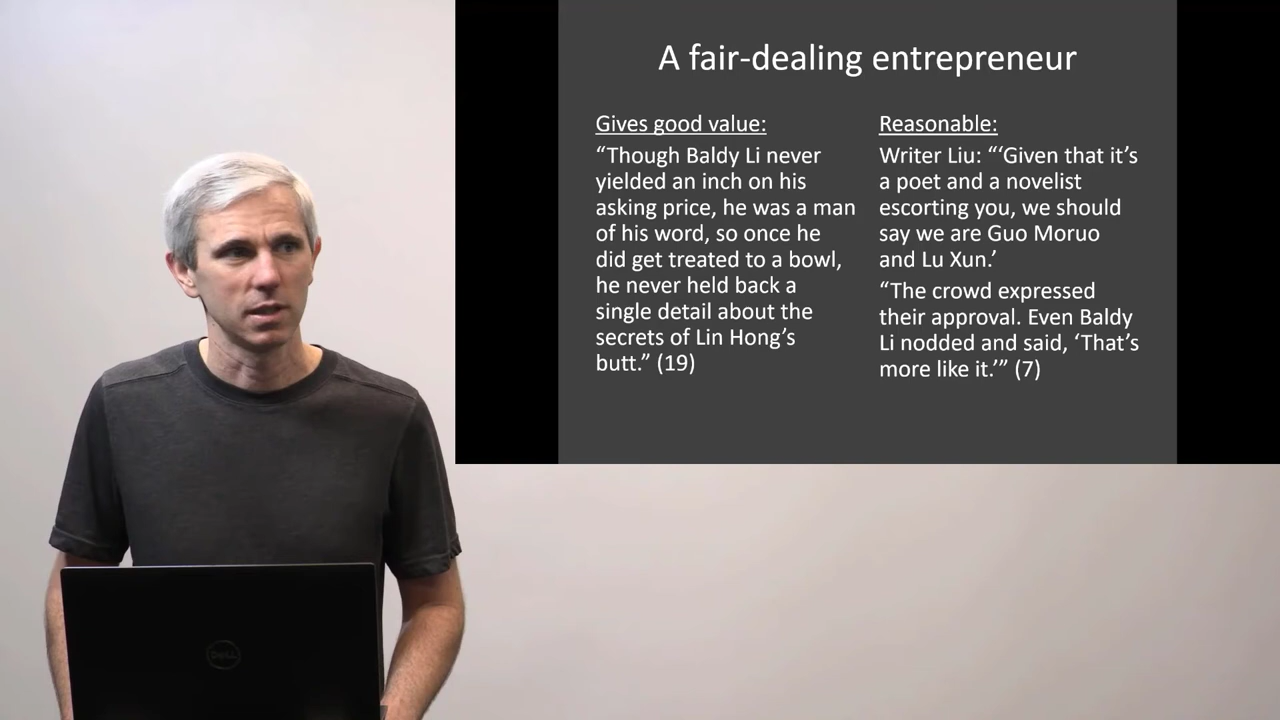 A fair-dealing entrepreneur
Gives good value:
“Though Baldy Li never
yielded an inch on his
asking price, he was a man
of his word, so once he
did get treated to a bowl,
he never held back a
single detail about the
secrets of Lin Hong’s
butt.” (19)
Reasonable:
Writer Liu: “‘Given that it’s
a poet and a novelist
escorting you, we should
say we are Guo Moruo
and Lu Xun.’
“The crowd expressed
their approval. Even Baldy
Li nodded and said, ‘That’s
more like it.’” (7)
DELL